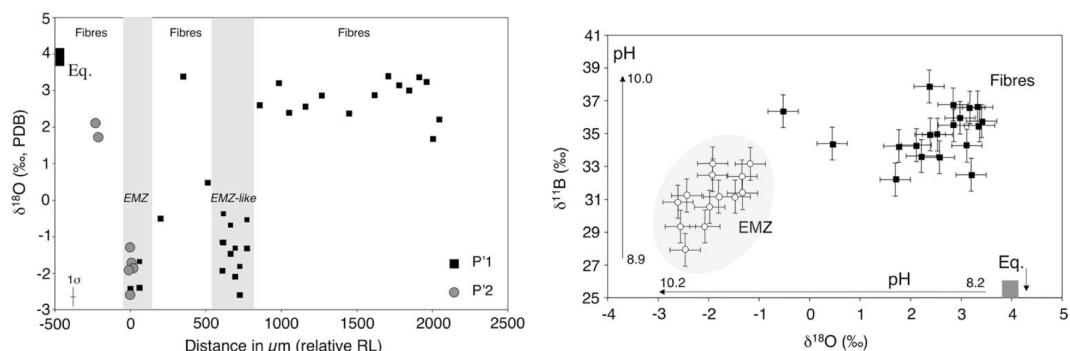 Fibres
Fibres
Fibres
Eq.
EMZ
EMZ-like
P'1
P'2
1σ
5
4
3
2
1
0
-1
-2
-3
δ18O (‰, PDB)
-500
0
500
1000
1500
2000
2500
Distance in μm (relative RL)
pH
10.0
8.9
Fibres
EMZ
Eq.
10.2
pH
8.2
41
39
37
35
33
31
29
27
25
δ11B (‰)
-4
-3
-2
-1
0
1
2
3
4
5
δ18O (‰)